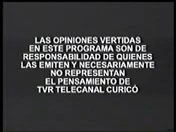 LAS OPINIONES VERTIDAS
EN ESTE PROGRAMA SON DE
RESPONSABILIDAD DE QUIENES
LAS EMITEN Y NECESARIAMENTE
NO REPRESENTAN
EL PENSAMIENTO DE
TVR TELECANAL CURICÓ